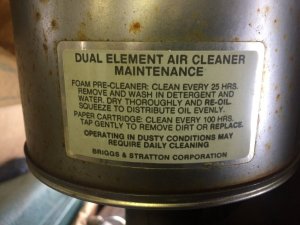 DUAL ELEMENT AIR CLEANER
MAINTENANCE
FOAM PRE-CLEANER: CLEAN EVERY 25 HRS.
REMOVE AND WASH IN DETERGENT AND
WATER. DRY THOROUGHLY AND RE-OIL.
SQUEEZE TO DISTRIBUTE OIL EVENLY.
PAPER CARTRIDGE: CLEAN EVERY 100 HRS.
TAP GENTLY TO REMOVE DIRT OR REPLACE.
OPERATING IN DUSTY CONDITIONS MAY
REQUIRE DAILY CLEANING
BRIGGS & STRATTON CORPORATION